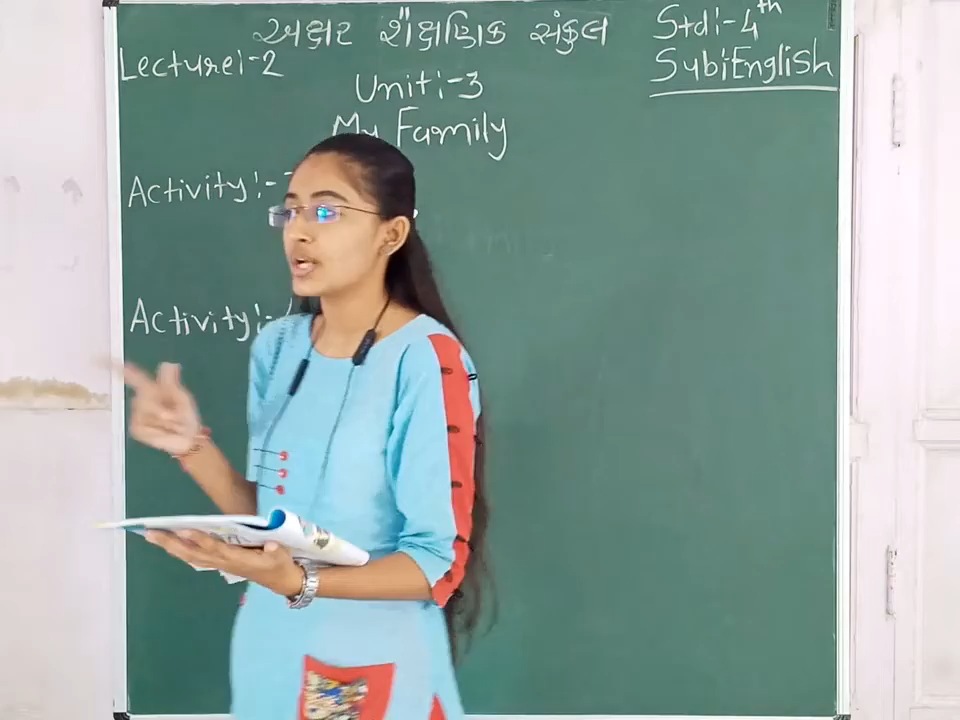 અક્ષર શૈક્ષણિક સંકુલ
Std:-4th
Lecture:-2
Sub:English
Unit:-3
My Family
Activity:-
Activity:-